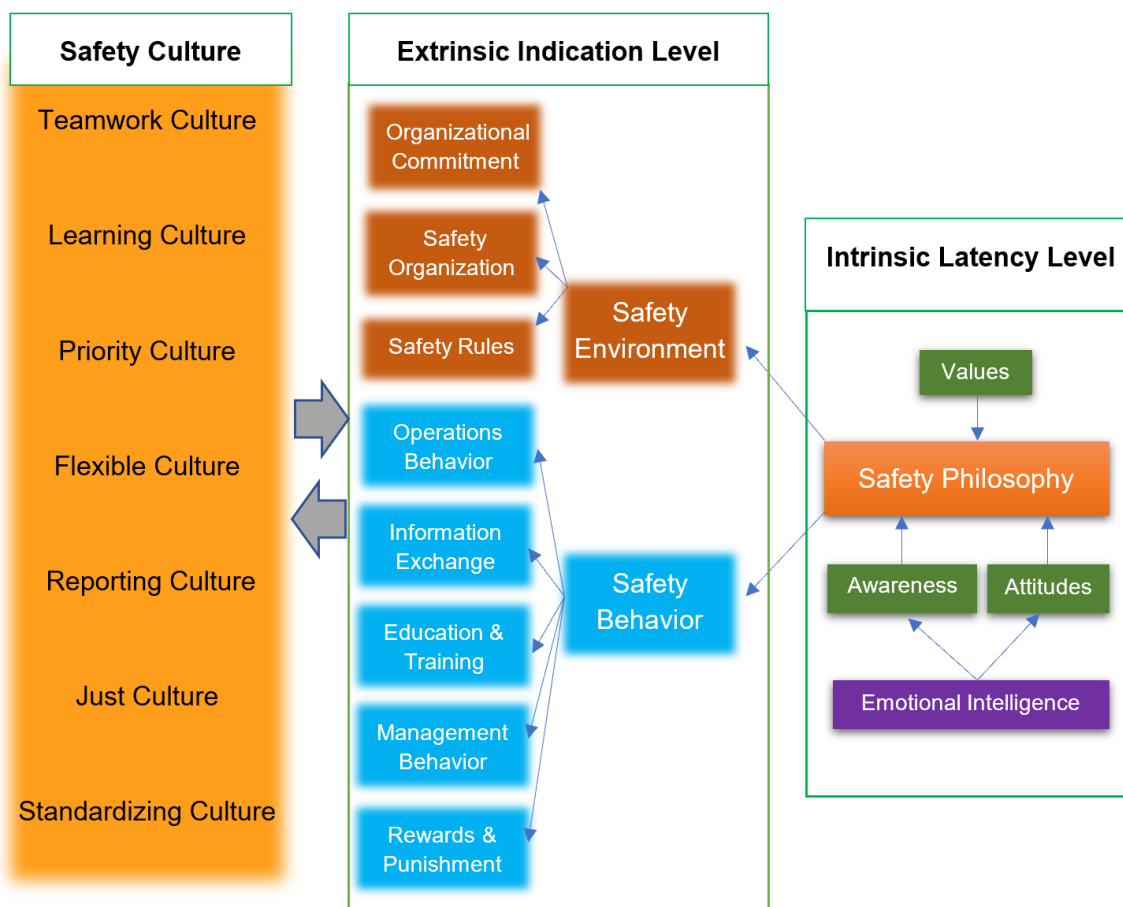 Safety Culture
Teamwork Culture
Learning Culture
Priority Culture
Flexible Culture
Reporting Culture
Just Culture
Standardizing Culture
Extrinsic Indication Level
Organizational
Commitment
Safety
Organization
Safety Rules
Safety
Environment
Operations
Behavior
Information
Exchange
Education &
Training
Management
Behavior
Rewards &
Punishment
Safety
Behavior
Intrinsic Latency Level
Values
Safety Philosophy
Awareness
Attitudes
Emotional Intelligence